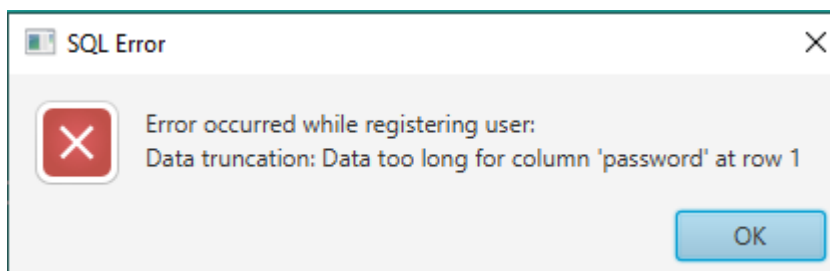 SQL Error
Error occurred while registering user:
Data truncation: Data too long for column 'password' at row 1
OK